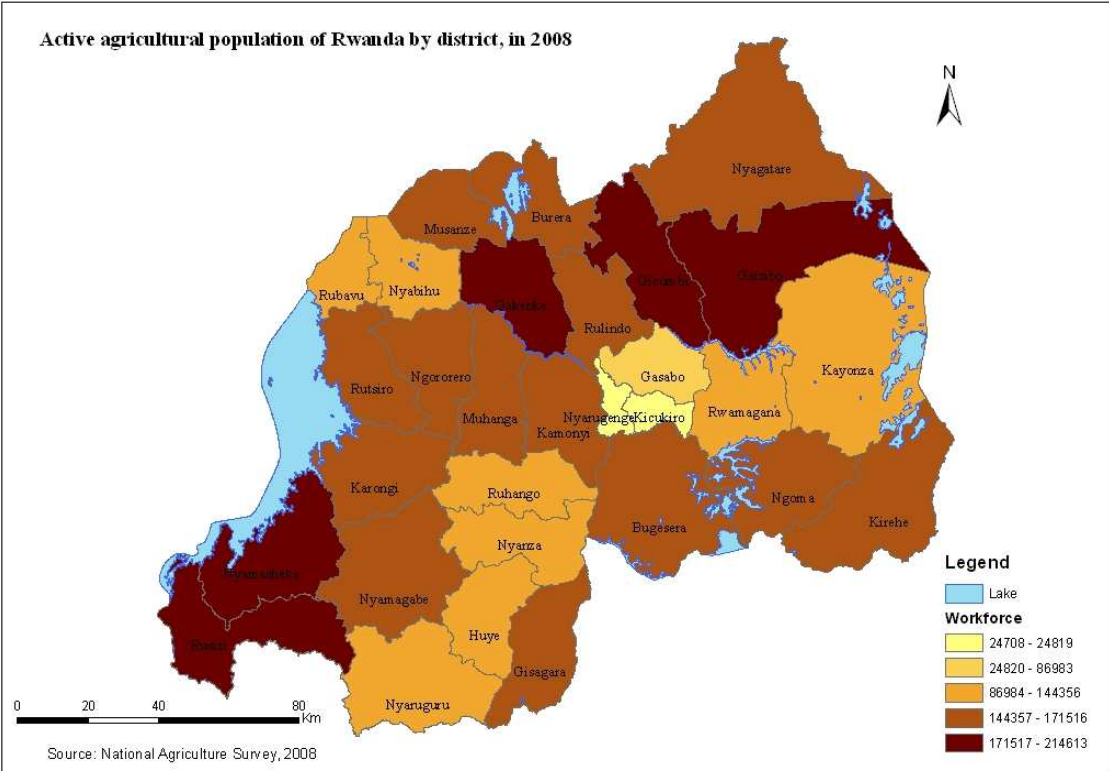 Active agricultural population of Rwanda by district, in 2008
N
Nyagatare
Burera
Musanze
Gicumbi
Gatsibo
Rubavu
Nyabihu
Gakenke
Rulindo
Gasabo
Kayonza
Rutsiro
Ngororero
Muhanga
Kamonyi
Nyarugenge
Kicukiro
Rwamagana
Karongi
Ruhango
Nyanza
Bugesera
Ngoma
Kirehe
Nyamasheke
Nyamagabe
Rusizi
Huye
Gisagara
Nyaruguru
Legend
Lake
Workforce
24708 - 24819
24820 - 86983
86984 - 144356
144357 - 171516
171517 - 214613
0 20 40 80
Km
Source: National Agriculture Survey, 2008